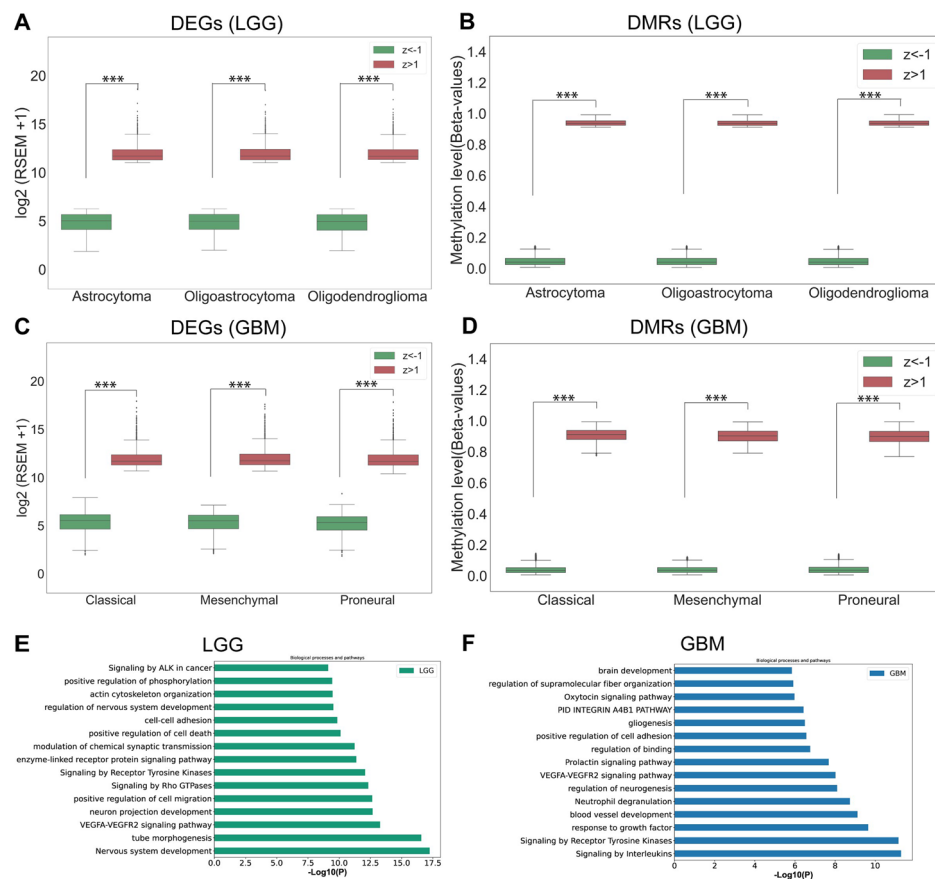 A
DEGs (LGG)
z<-1
z>1
20
15
10
5
0
log2 (RSEM +1)
***
***
***
Astrocytoma
Oligoastrocytoma
Oligodendroglioma
B
DMRs (LGG)
z<-1
z>1
1.4
1.2
1.0
0.8
0.6
0.4
0.2
0.0
Methylation level(Beta-values)
***
***
***
Astrocytoma
Oligoastrocytoma
Oligodendroglioma
C
DEGs (GBM)
z<-1
z>1
20
15
10
5
0
log2 (RSEM +1)
***
***
***
Classical
Mesenchymal
Proneural
D
DMRs (GBM)
z<-1
z>1
1.4
1.2
1.0
0.8
0.6
0.4
0.2
0.0
Methylation level(Beta-values)
***
***
***
Classical
Mesenchymal
Proneural
E
LGG
Biological processes and pathways
LGG
Signaling by ALK in cancer
positive regulation of phosphorylation
actin cytoskeleton organization
regulation of nervous system development
cell-cell adhesion
positive regulation of cell death
modulation of chemical synaptic transmission
enzyme-linked receptor protein signaling pathway
Signaling by Receptor Tyrosine Kinases
Signaling by Rho GTPases
positive regulation of cell migration
neuron projection development
VEGFA-VEGFR2 signaling pathway
tube morphogenesis
Nervous system development
0.0 2.5 5.0 7.5 10.0 12.5 15.0 17.5
-Log10(P)
F
GBM
Biological processes and pathways
GBM
brain development
regulation of supramolecular fiber organization
Oxytocin signaling pathway
PID INTEGRIN A4B1 PATHWAY
gliogenesis
positive regulation of cell adhesion
regulation of binding
Prolactin signaling pathway
VEGFA-VEGFR2 signaling pathway
regulation of neurogenesis
Neutrophil degranulation
blood vessel development
response to growth factor
Signaling by Receptor Tyrosine Kinases
Signaling by Interleukins
0 2 4 6 8 10
-Log10(P)